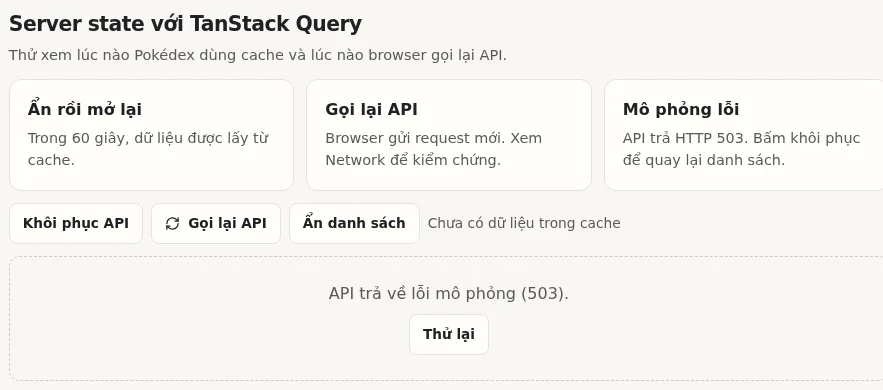 Server state với TanStack Query
Thử xem lúc nào Pokédex dùng cache và lúc nào browser gọi lại API.
Ẩn rồi mở lại
Trong 60 giây, dữ liệu được lấy từ
cache.
Gọi lại API
Browser gửi request mới. Xem
Network để kiểm chứng.
Mô phỏng lỗi
API trả HTTP 503. Bấm khôi phục
để quay lại danh sách.
Khôi phục API
Gọi lại API
Ẩn danh sách
Chưa có dữ liệu trong cache
API trả về lỗi mô phỏng (503).
Thử lại